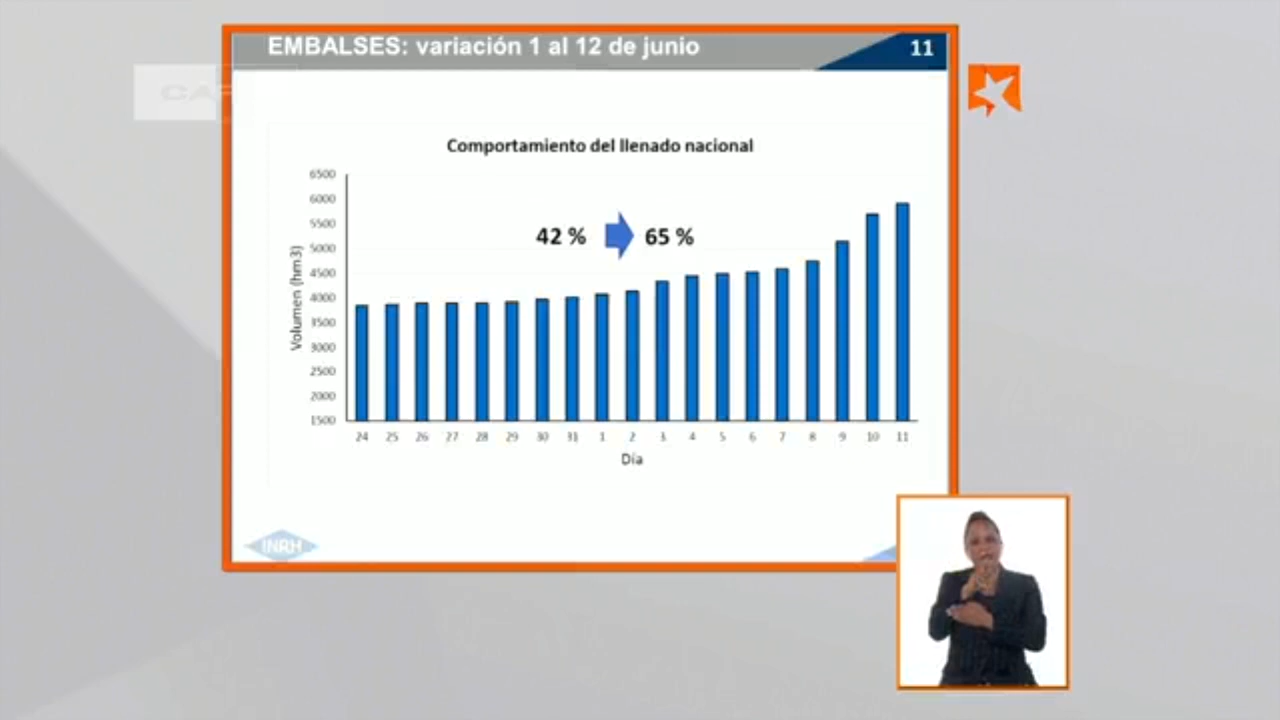 EMBALSES: variación 1 al 12 de junio
11
Comportamiento del llenado nacional
6500
6000
5500
5000
4500
4000
3500
3000
2500
2000
1500
Volumen (hm3)
42 %
65 %
24 25 26 27 28 29 30 31 1 2 3 4 5 6 7 8 9 10 11
Día
INRH